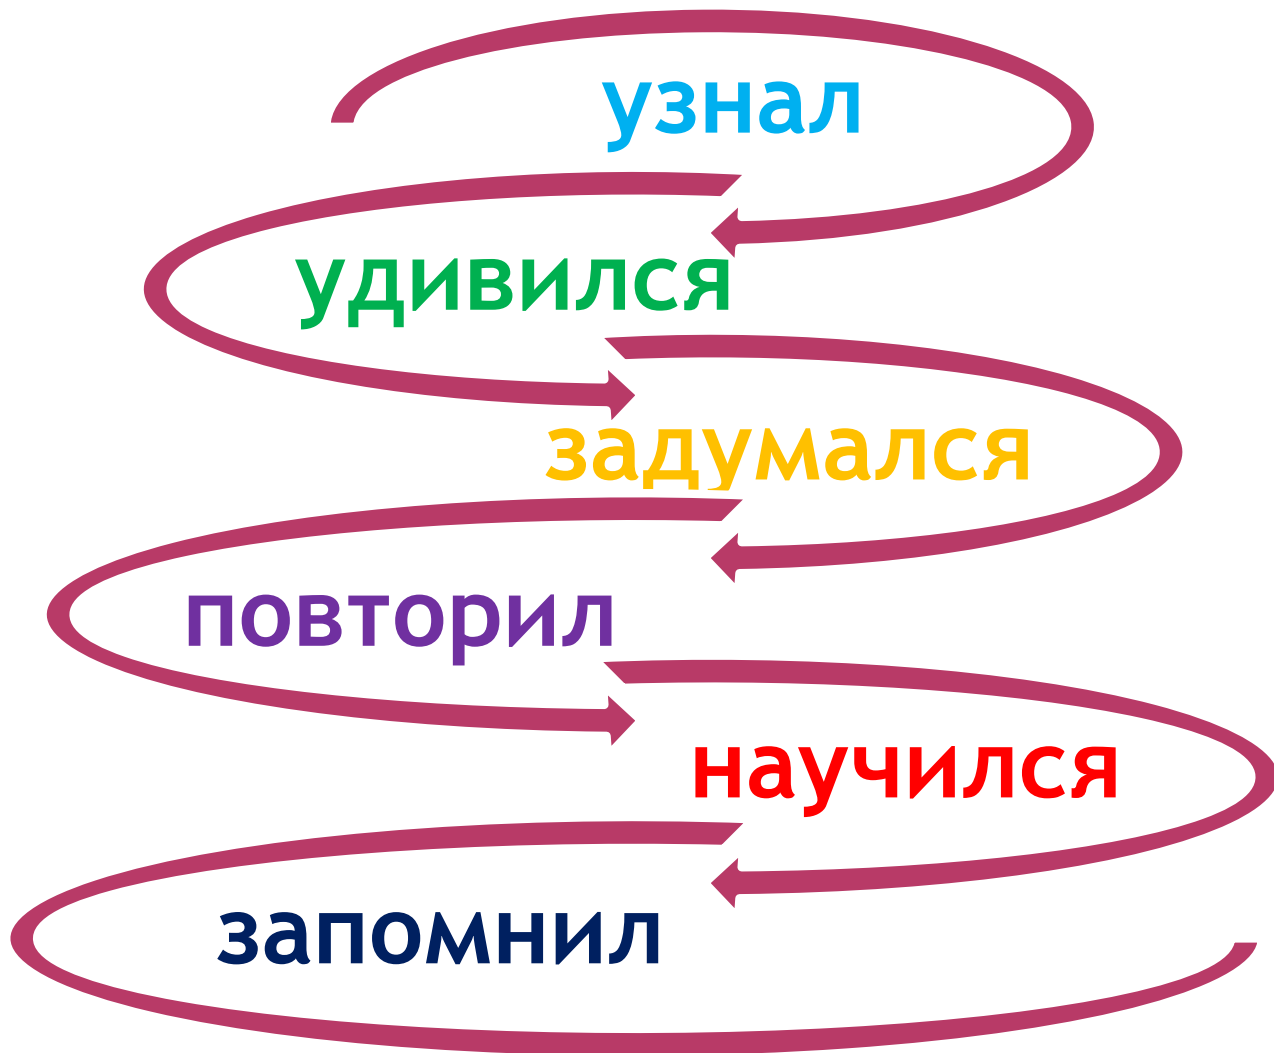 узнал
удивился
задумался
повторил
научился
запомнил